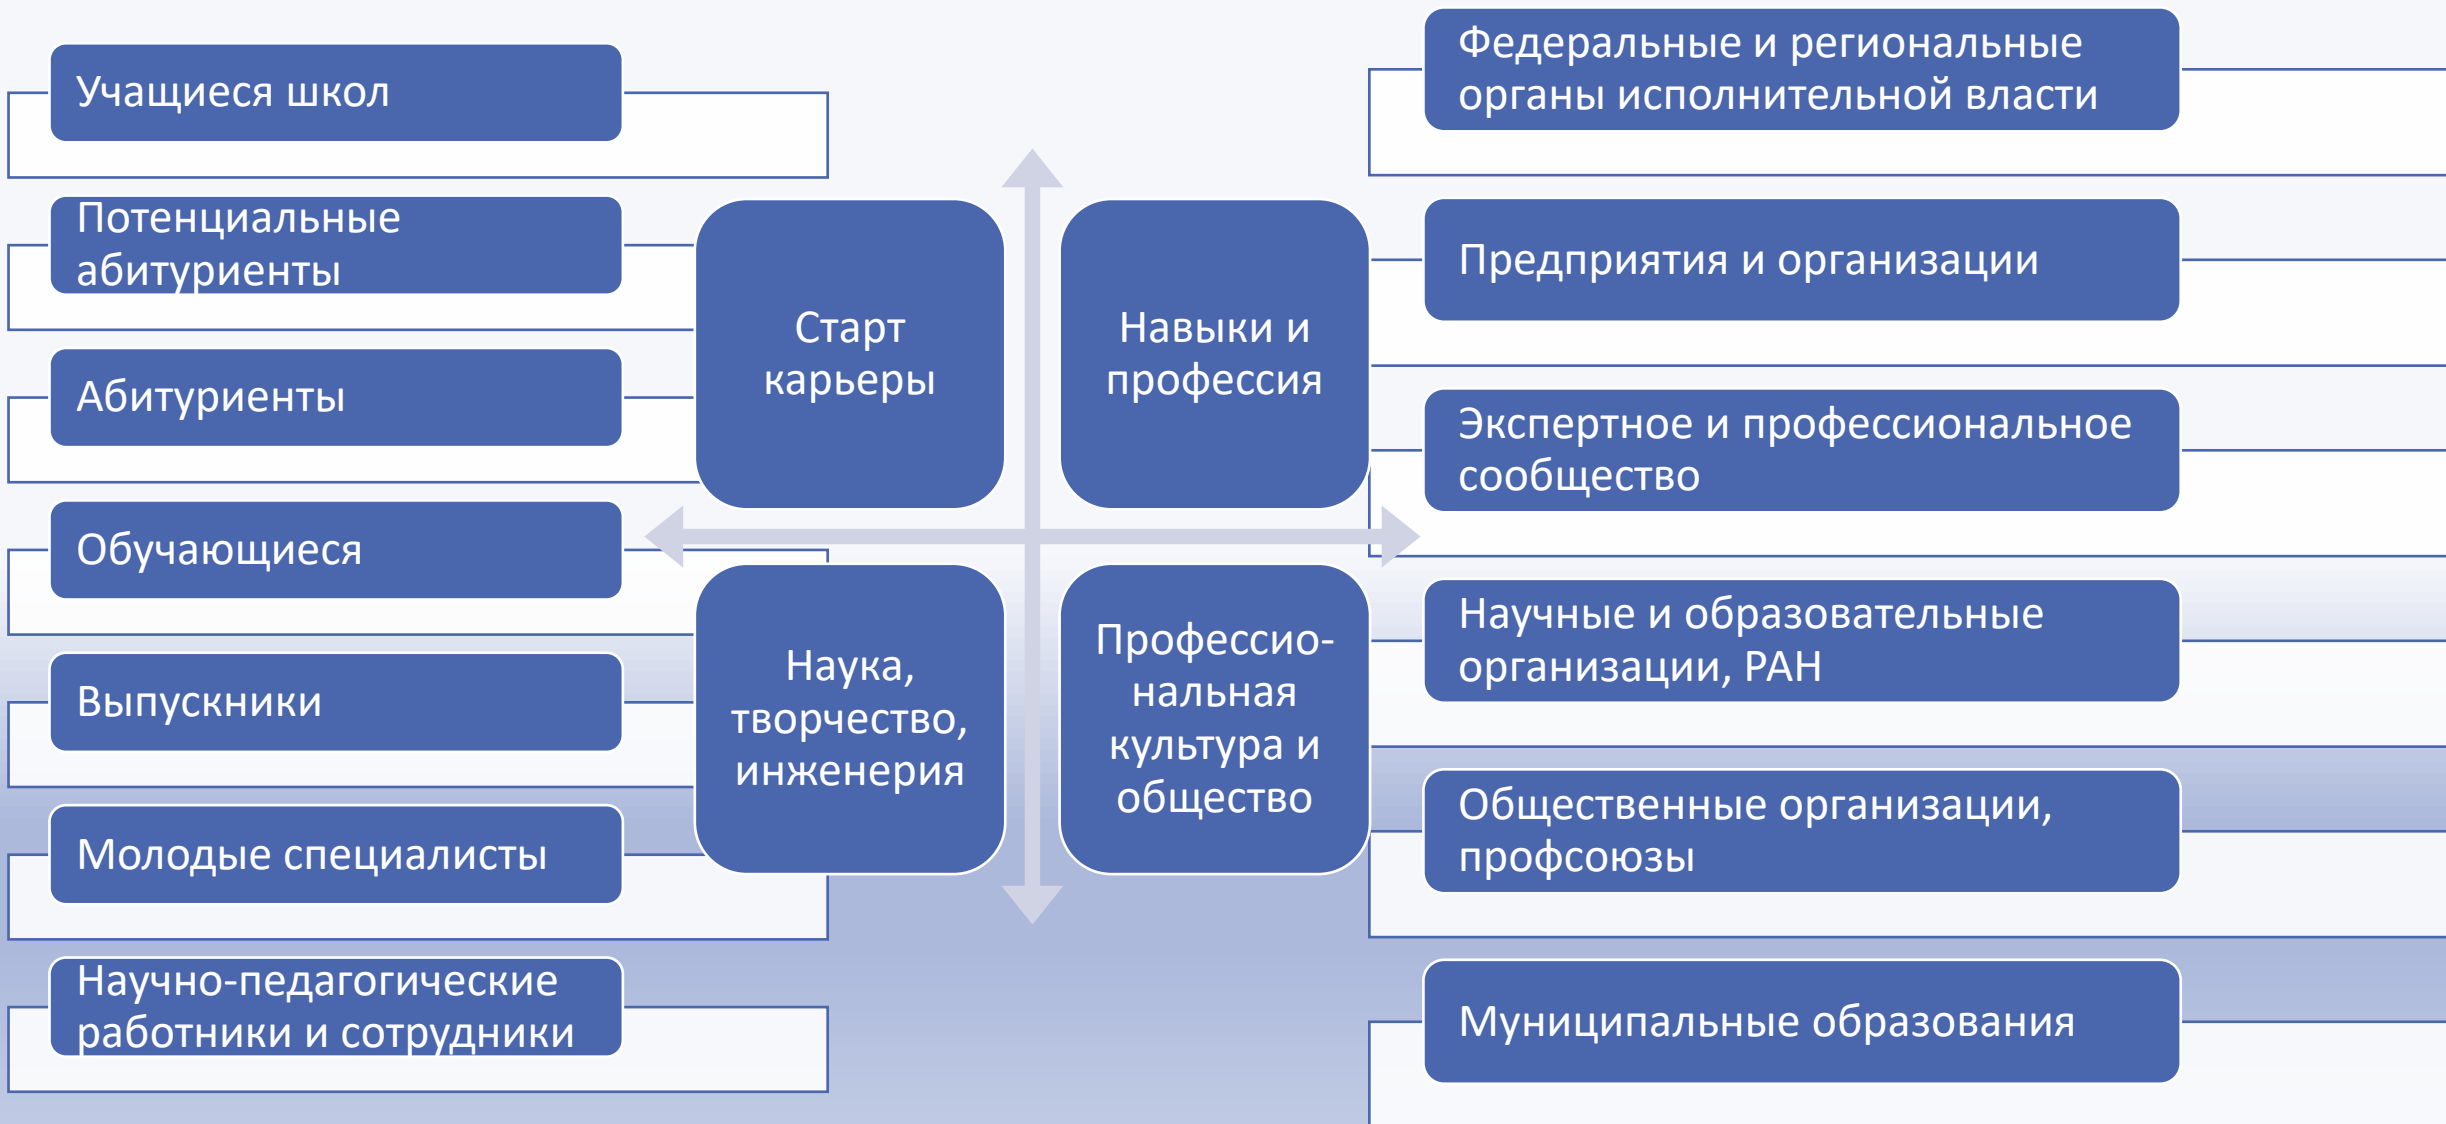 Учащиеся школ
Потенциальные
абитуриенты
Абитуриенты
Обучающиеся
Выпускники
Молодые специалисты
Научно-педагогические
работники и сотрудники
Старт
карьеры
Навыки и
профессия
Наука,
творчество,
инженерия
Профессио-
нальная
культура и
общество
Федеральные и региональные
органы исполнительной власти
Предприятия и организации
Экспертное и профессиональное
сообщество
Научные и образовательные
организации, РАН
Общественные организации,
профсоюзы
Муниципальные образования